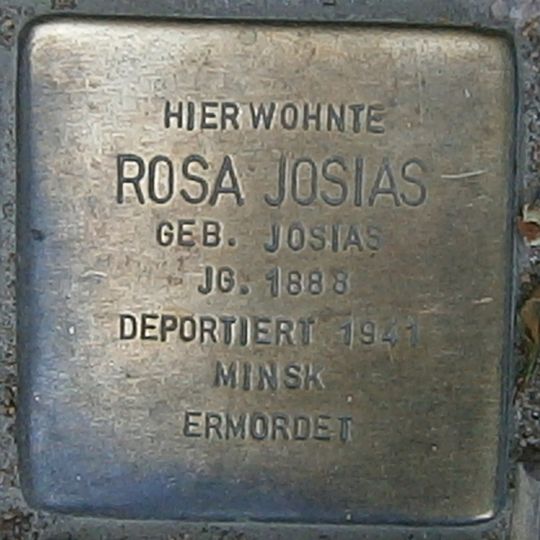 HIER WOHNTE
ROSA JOSIAS
GEB. JOSIAS
JG. 1888
DEPORTIERT 1941
MINSK
ERMORDET